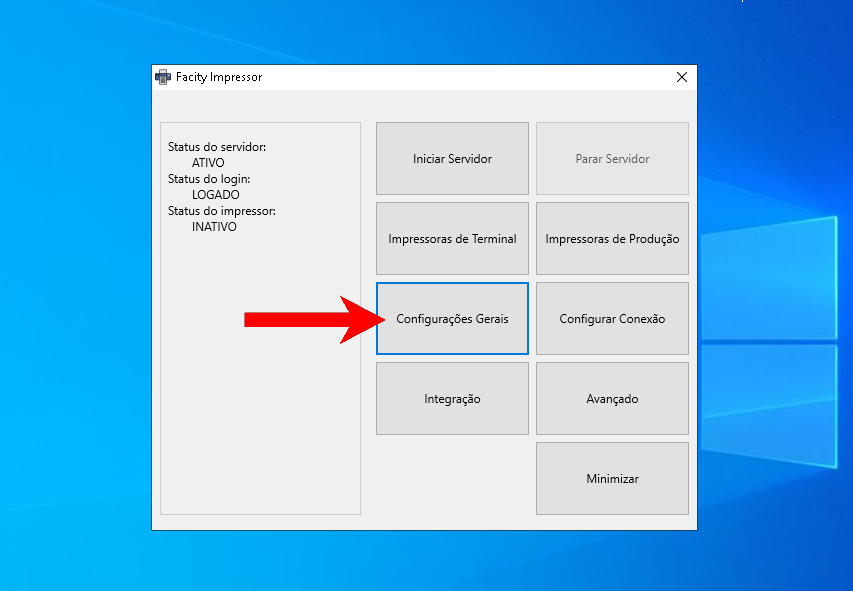 Facity Impressor
Status do servidor:
ATIVO
Status do login:
LOGADO
Status do impressor:
INATIVO
Iniciar Servidor
Parar Servidor
Impressoras de Terminal
Impressoras de Produção
Configurações Gerais
Configurar Conexão
Integração
Avançado
Minimizar